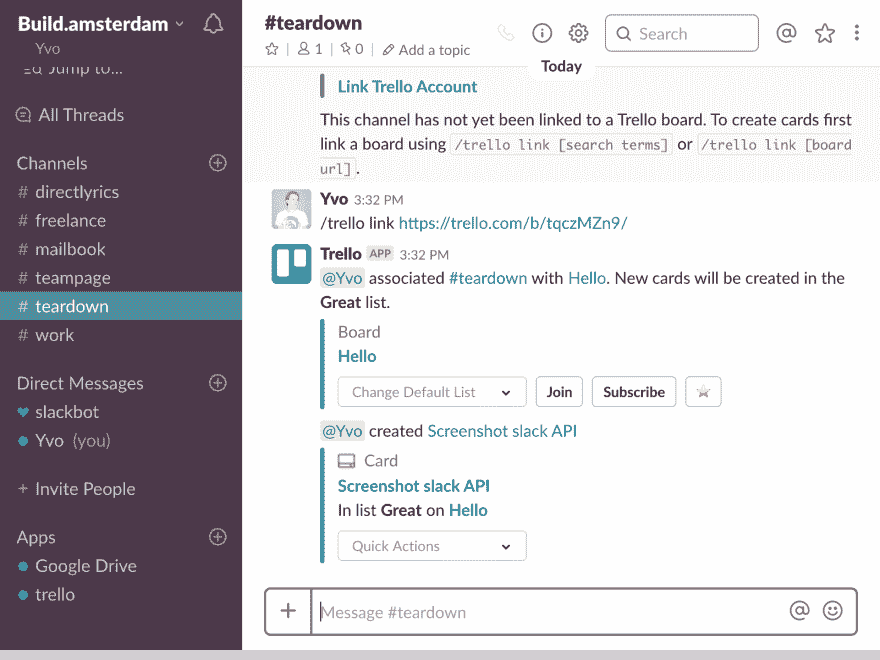 Build.amsterdam
Yvo
Jump to...
All Threads
Channels
# directlyrics
# freelance
# mailbook
# teampage
# teardown
# work
Direct Messages
slackbot
Yvo (you)
+ Invite People
Apps
Google Drive
trello
#teardown
1 | 0 | Add a topic
Search
Today
Link Trello Account
This channel has not yet been linked to a Trello board. To create cards first
link a board using /trello link [search terms] or /trello link [board
url].
Yvo 3:32 PM
/trello link https://trello.com/b/tqczMZn9/
Trello APP 3:32 PM
@Yvo associated #teardown with Hello. New cards will be created in the
Great list.
Board
Hello
Change Default List
Join
Subscribe
@Yvo created Screenshot slack API
Card
Screenshot slack API
In list Great on Hello
Quick Actions
Message #teardown